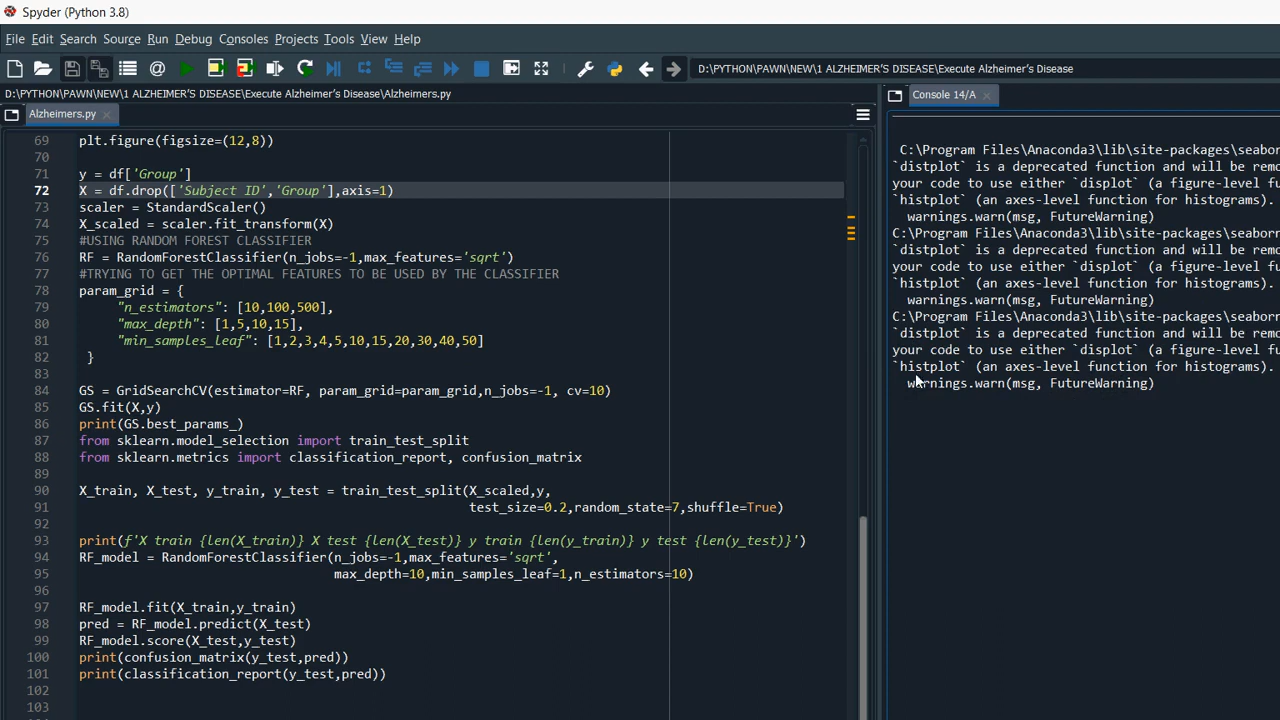 Spyder (Python 3.8)
File Edit Search Source Run Debug Consoles Projects Tools View Help
D:\PYTHON\PAWN\NEW\1 ALZHEIMER'S DISEASE\Execute Alzheimer's Disease
D:\PYTHON\PAWN\NEW\1 ALZHEIMER'S DISEASE\Execute Alzheimer's Disease\Alzheimers.py
Alzheimers.py
69 plt.figure(figsize=(12,8))
70
71 y = df['Group']
72 X = df.drop(['Subject ID','Group'],axis=1)
73 scaler = StandardScaler()
74 X_scaled = scaler.fit_transform(X)
75 #USING RANDOM FOREST CLASSIFIER
76 RF = RandomForestClassifier(n_jobs=-1,max_features='sqrt')
77 #TRYING TO GET THE OPTIMAL FEATURES TO BE USED BY THE CLASSIFIER
78 param_grid = {
79 "n_estimators": [10,100,500],
80 "max_depth": [1,5,10,15],
81 "min_samples_leaf": [1,2,3,4,5,10,15,20,30,40,50]
82 }
83
84 GS = GridSearchCV(estimator=RF, param_grid=param_grid,n_jobs=-1, cv=10)
85 GS.fit(X,y)
86 print(GS.best_params_)
87 from sklearn.model_selection import train_test_split
88 from sklearn.metrics import classification_report, confusion_matrix
89
90 X_train, X_test, y_train, y_test = train_test_split(X_scaled,y,
91 test_size=0.2,random_state=7,shuffle=True)
92
93 print(f'X train {len(X_train)} X test {len(X_test)} y train {len(y_train)} y test {len(y_test)}')
94 RF_model = RandomForestClassifier(n_jobs=-1,max_features='sqrt',
95 max_depth=10,min_samples_leaf=1,n_estimators=10)
96
97 RF_model.fit(X_train,y_train)
98 pred = RF_model.predict(X_test)
99 RF_model.score(X_test,y_test)
100 print(confusion_matrix(y_test,pred))
101 print(classification_report(y_test,pred))
102
103
Console 14/A
C:\Program Files\Anaconda3\lib\site-packages\seabor
`distplot` is a deprecated function and will be remo
your code to use either `displot` (a figure-level fu
`histplot` (an axes-level function for histograms).
warnings.warn(msg, FutureWarning)
C:\Program Files\Anaconda3\lib\site-packages\seaborn
`distplot` is a deprecated function and will be remo
your code to use either `displot` (a figure-level fu
`histplot` (an axes-level function for histograms).
warnings.warn(msg, FutureWarning)
C:\Program Files\Anaconda3\lib\site-packages\seaborn
`distplot` is a deprecated function and will be remo
your code to use either `displot` (a figure-level fu
`histplot` (an axes-level function for histograms).
warnings.warn(msg, FutureWarning)